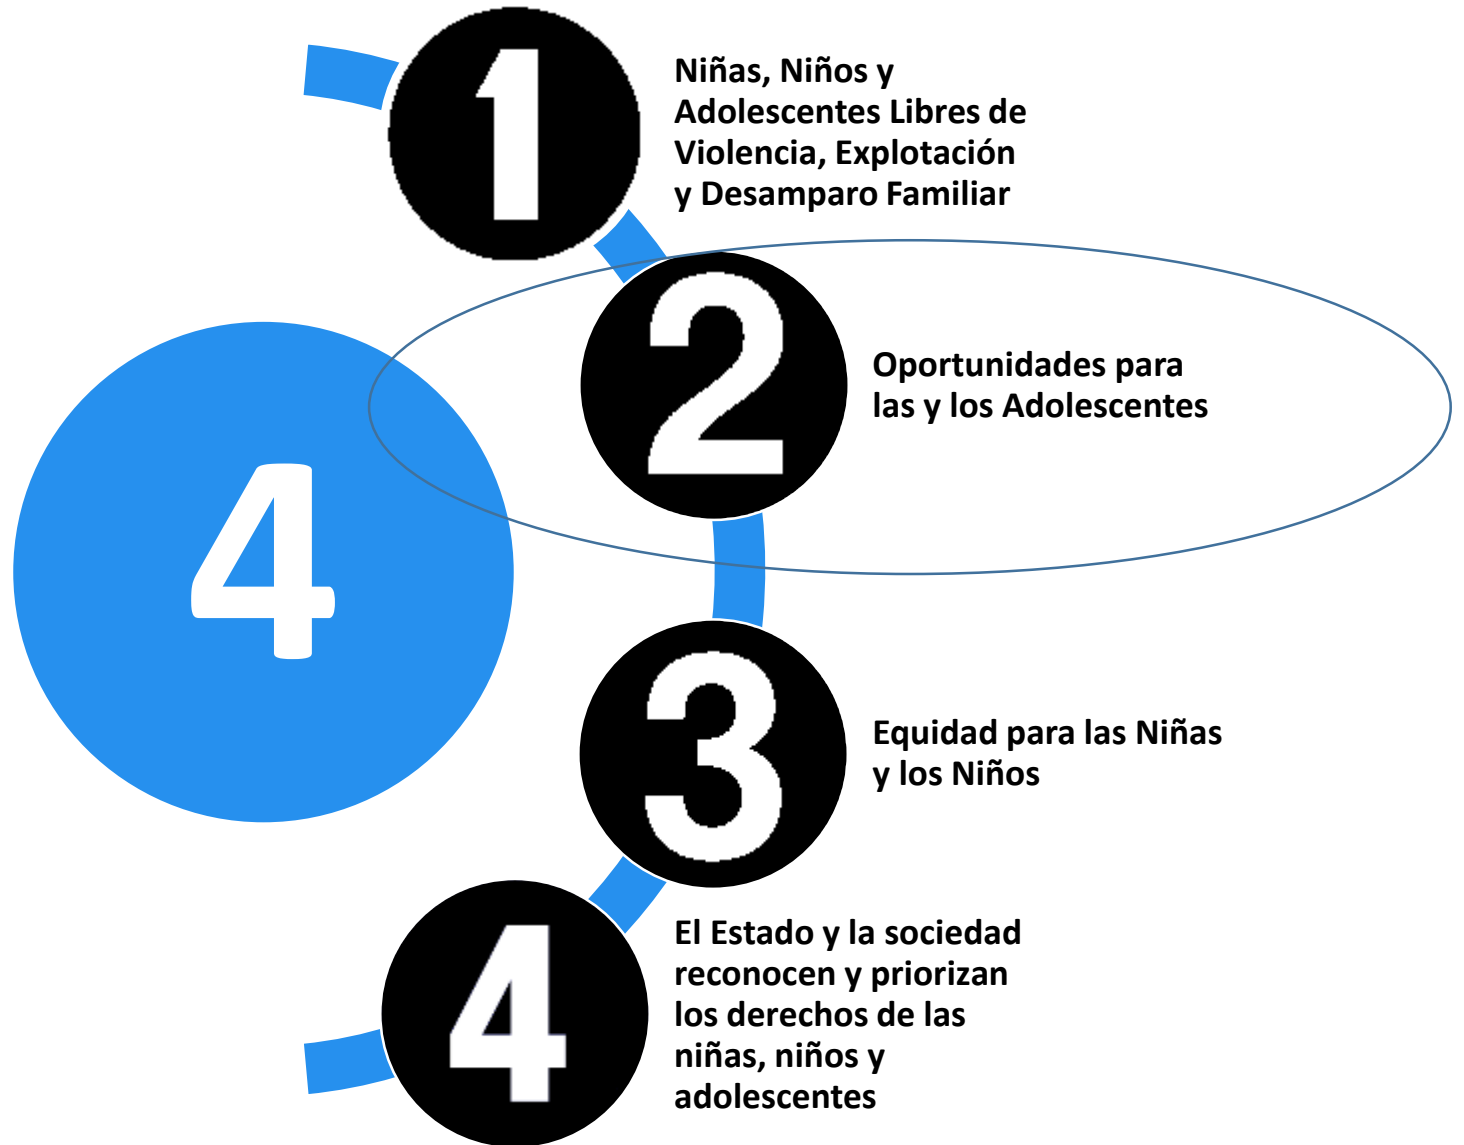 1
Niñas, Niños y
Adolescentes Libres de
Violencia, Explotación
y Desamparo Familiar
2
Oportunidades para
las y los Adolescentes
4
3
Equidad para las Niñas
y los Niños
4
El Estado y la sociedad
reconocen y priorizan
los derechos de las
niñas, niños y
adolescentes